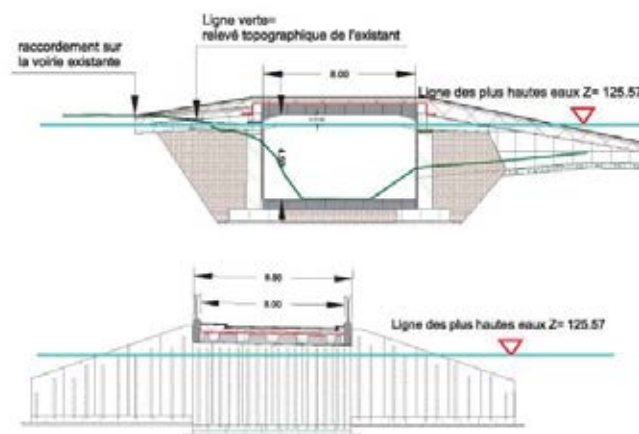 Ligne verte=
relevé topographique de l'existant
raccordement sur
la voirie existante
8.00
Ligne des plus hautes eaux Z= 125.57
8.00
Ligne des plus hautes eaux Z= 125.57